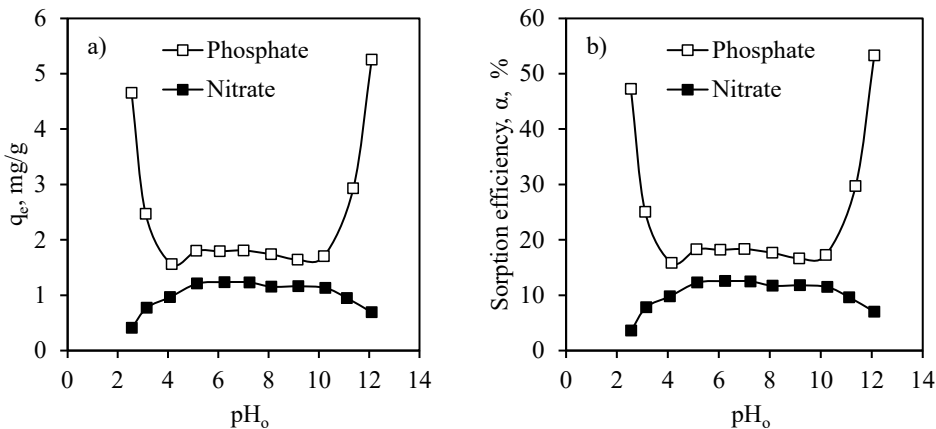 a)
Phosphate
Nitrate
qe, mg/g
6
5
4
3
2
1
0
0 2 4 6 8 10 12 14
pHo
b)
Phosphate
Nitrate
Sorption efficiency, α, %
60
50
40
30
20
10
0
0 2 4 6 8 10 12 14
pHo